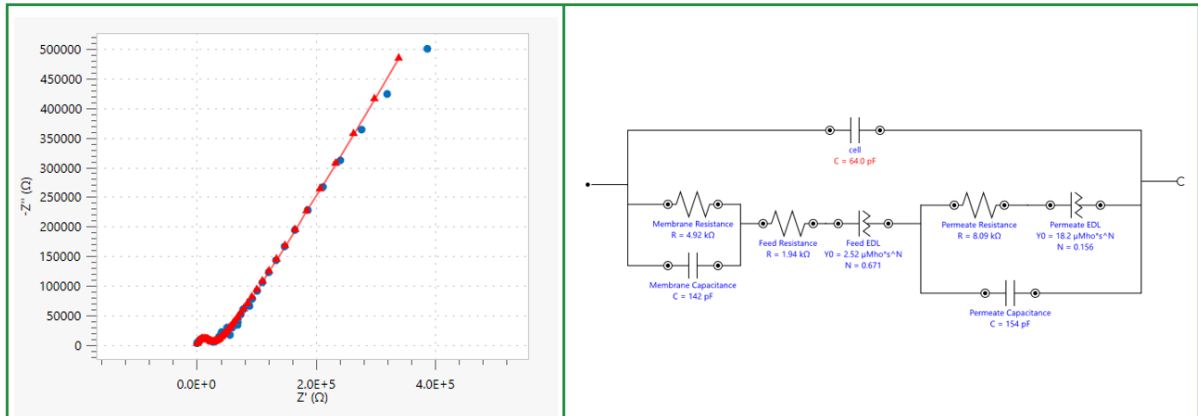 500000
450000
400000
350000
300000
250000
200000
150000
100000
50000
0
-Z'' (Ω)
0.0E+0 2.0E+5 4.0E+5
Z' (Ω)
cell
C = 64.0 pF
Membrane Resistance
R = 4.92 kΩ
Membrane Capacitance
C = 142 pF
Feed Resistance
R = 1.94 kΩ
Feed EDL
Y0 = 2.52 µMho*s^N
N = 0.671
Permeate Resistance
R = 8.09 kΩ
Permeate EDL
Y0 = 18.2 µMho*s^N
N = 0.156
Permeate Capacitance
C = 154 pF